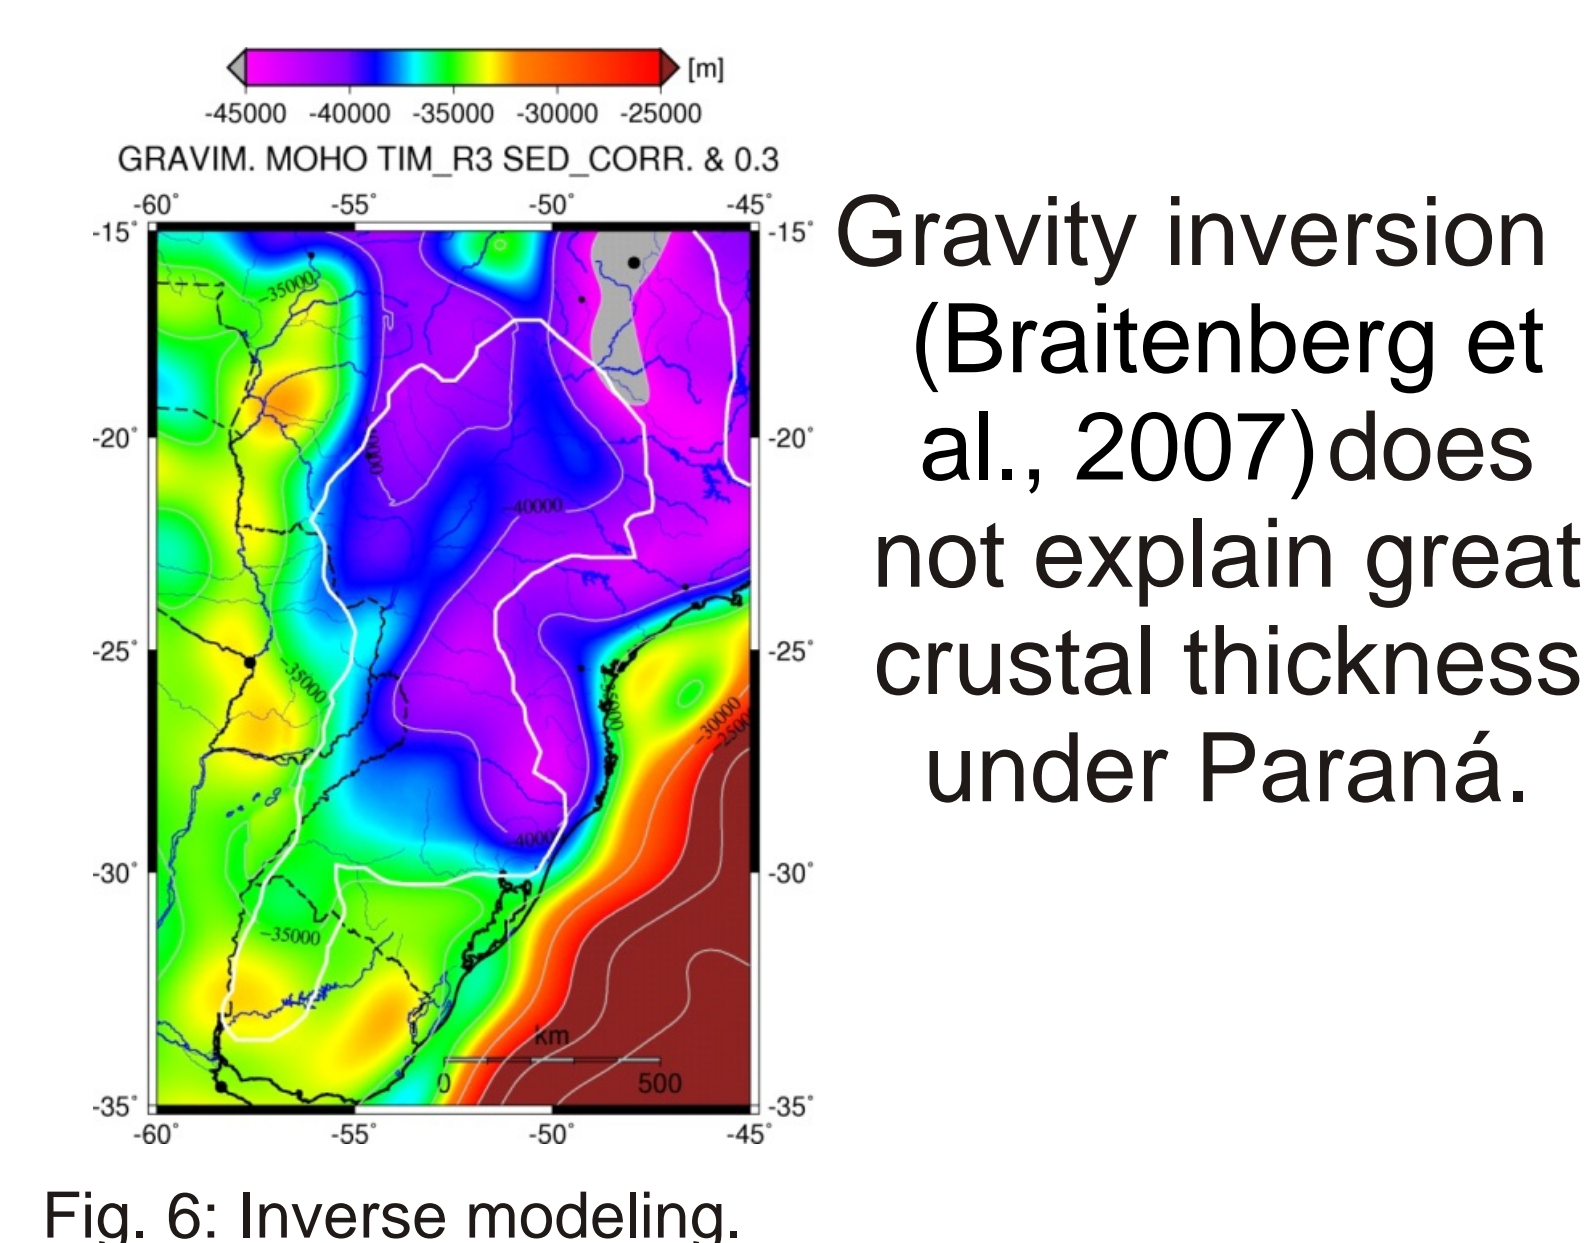 [m]
-45000 -40000 -35000 -30000 -25000
GRAVIM. MOHO TIM_R3 SED_CORR. & 0.3
-60° -55° -50° -45°
-15° -15°
-35000
-20° -20°
-40000
-25° -25°
-35000
-30000
-40000
-30° -30°
-35000
km
0 500
-35° -35°
-60° -55° -50° -45°
Gravity inversion
(Braitenberg et
al., 2007) does
not explain great
crustal thickness
under Paraná.
Fig. 6: Inverse modeling.